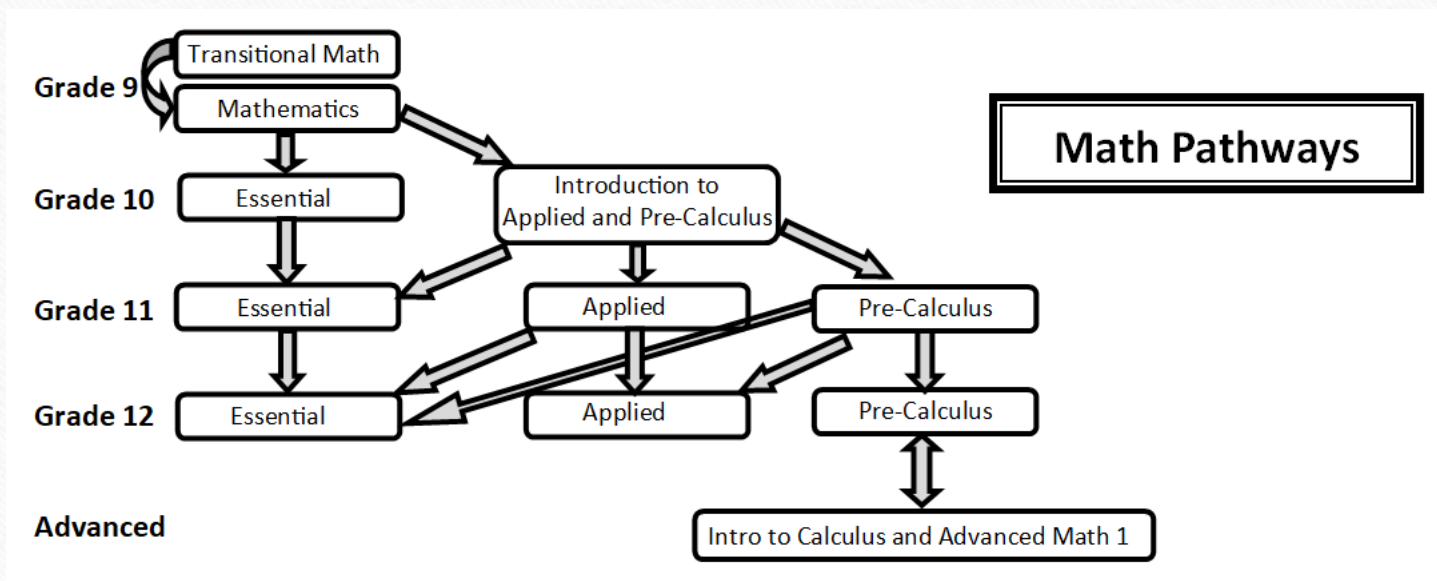 Transitional Math
Grade 9
Mathematics
Math Pathways
Grade 10
Essential
Introduction to
Applied and Pre-Calculus
Grade 11
Essential
Applied
Pre-Calculus
Grade 12
Essential
Applied
Pre-Calculus
Advanced
Intro to Calculus and Advanced Math 1